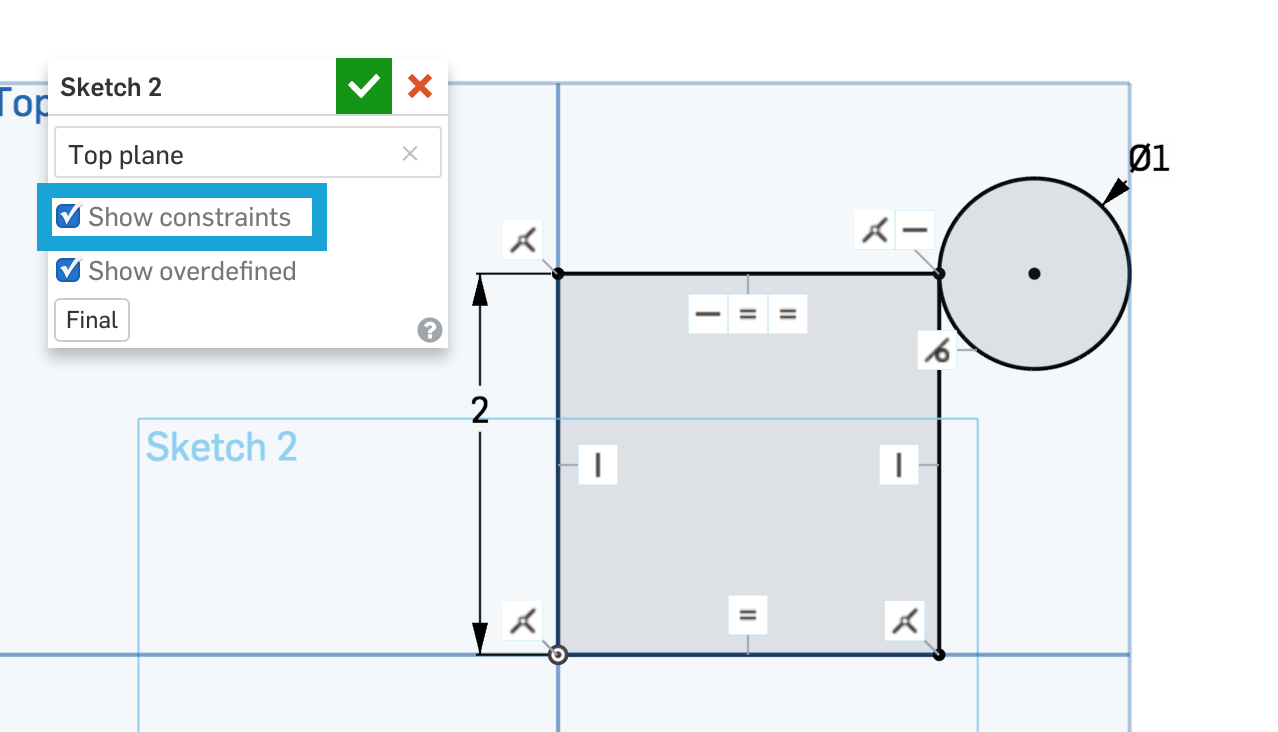 Sketch 2
Top
Top plane
Show constraints
Show overdefined
Final
?
Ø1
2
Sketch 2